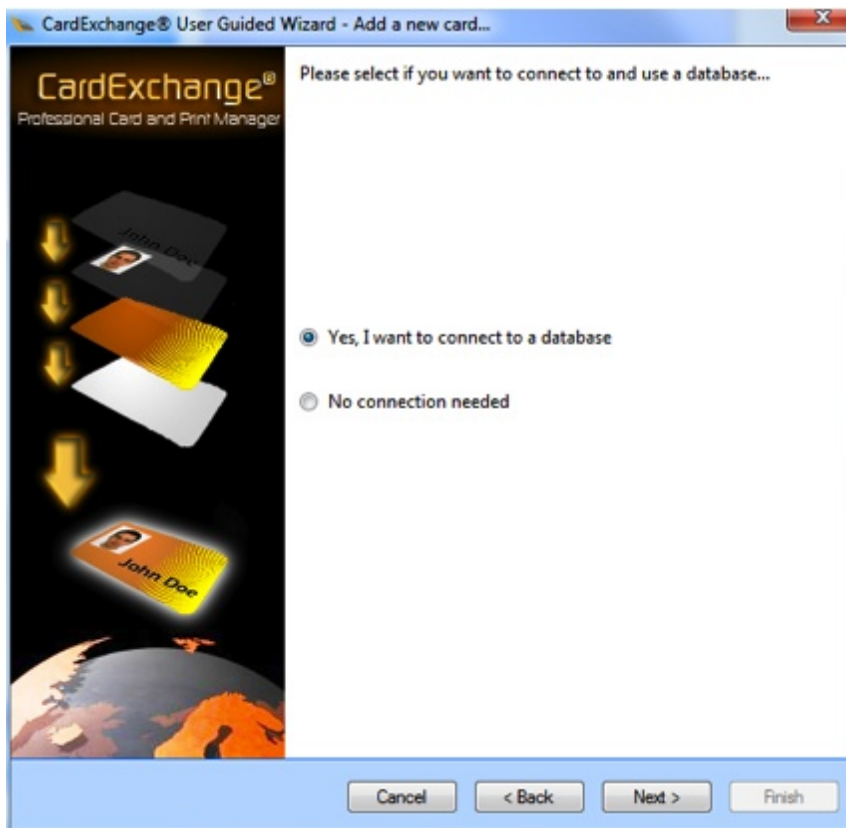 CardExchange® User Guided Wizard - Add a new card...
CardExchange®
Professional Card and Print Manager
Please select if you want to connect to and use a database...
John Doe
Yes, I want to connect to a database
No connection needed
John Doe
Cancel
< Back
Next >
Finish